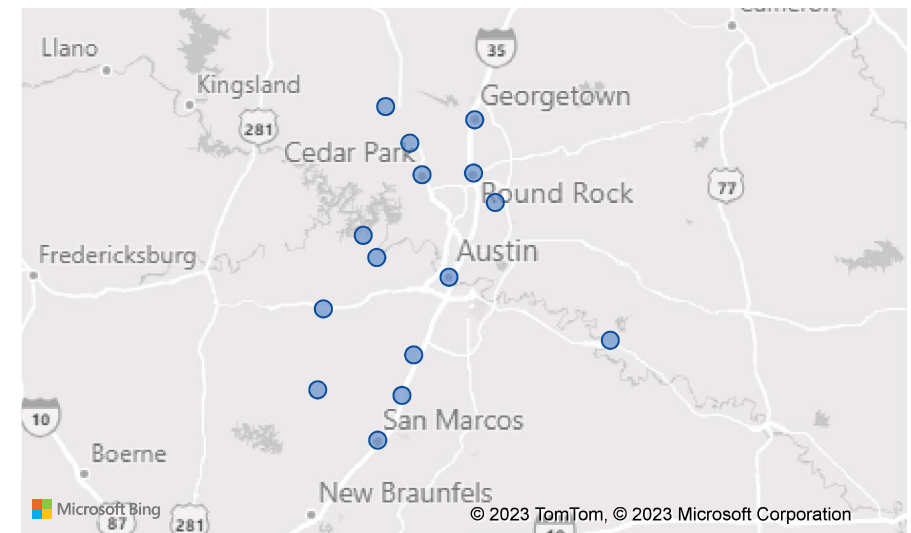 Cameron
Llano
35
Kingsland
Georgetown
281
Cedar Park
77
Round Rock
Fredericksburg
Austin
10
San Marcos
Boerne
New Braunfels
Microsoft Bing
87
281
© 2023 TomTom, © 2023 Microsoft Corporation